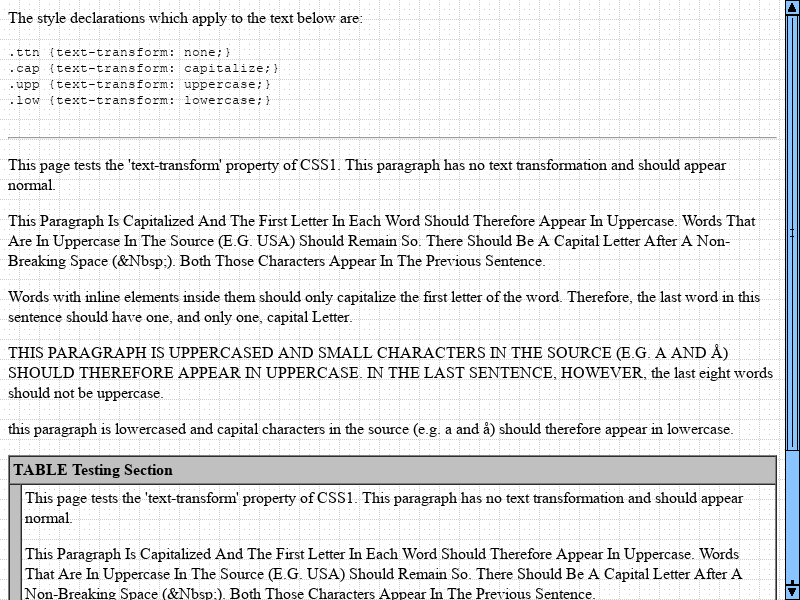 The style declarations which apply to the text below are:
.ttn {text-transform: none;}
.cap {text-transform: capitalize;}
.upp {text-transform: uppercase;}
.low {text-transform: lowercase;}
This page tests the 'text-transform' property of CSS1. This paragraph has no text transformation and should appear
normal.
This Paragraph Is Capitalized And The First Letter In Each Word Should Therefore Appear In Uppercase. Words That
Are In Uppercase In The Source (E.G. USA) Should Remain So. There Should Be A Capital Letter After A Non-
Breaking Space (&Nbsp;). Both Those Characters Appear In The Previous Sentence.
Words with inline elements inside them should only capitalize the first letter of the word. Therefore, the last word in this
sentence should have one, and only one, capital Letter.
THIS PARAGRAPH IS UPPERCASED AND SMALL CHARACTERS IN THE SOURCE (E.G. A AND Å)
SHOULD THEREFORE APPEAR IN UPPERCASE. IN THE LAST SENTENCE, HOWEVER, the last eight words
should not be uppercase.
this paragraph is lowercased and capital characters in the source (e.g. a and å) should therefore appear in lowercase.
TABLE Testing Section
This page tests the 'text-transform' property of CSS1. This paragraph has no text transformation and should appear
normal.
This Paragraph Is Capitalized And The First Letter In Each Word Should Therefore Appear In Uppercase. Words
That Are In Uppercase In The Source (E.G. USA) Should Remain So. There Should Be A Capital Letter After A
Non-Breaking Space (&Nbsp;). Both Those Characters Appear In The Previous Sentence.